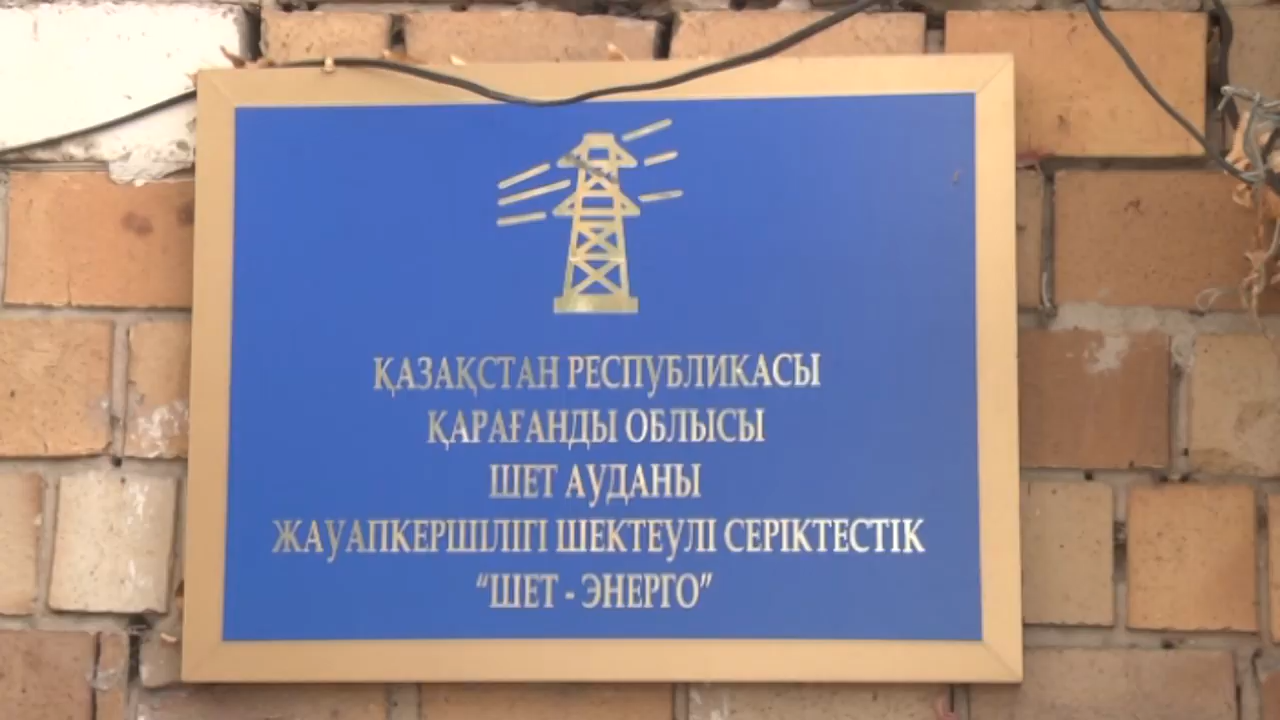 ҚАЗАҚСТАН РЕСПУБЛИКАСЫ
ҚАРАҒАНДЫ ОБЛЫСЫ
ШЕТ АУДАНЫ
ЖАУАПКЕРШІЛІГІ ШЕКТЕУЛІ СЕРІКТЕСТІК
“ШЕТ - ЭНЕРГО”